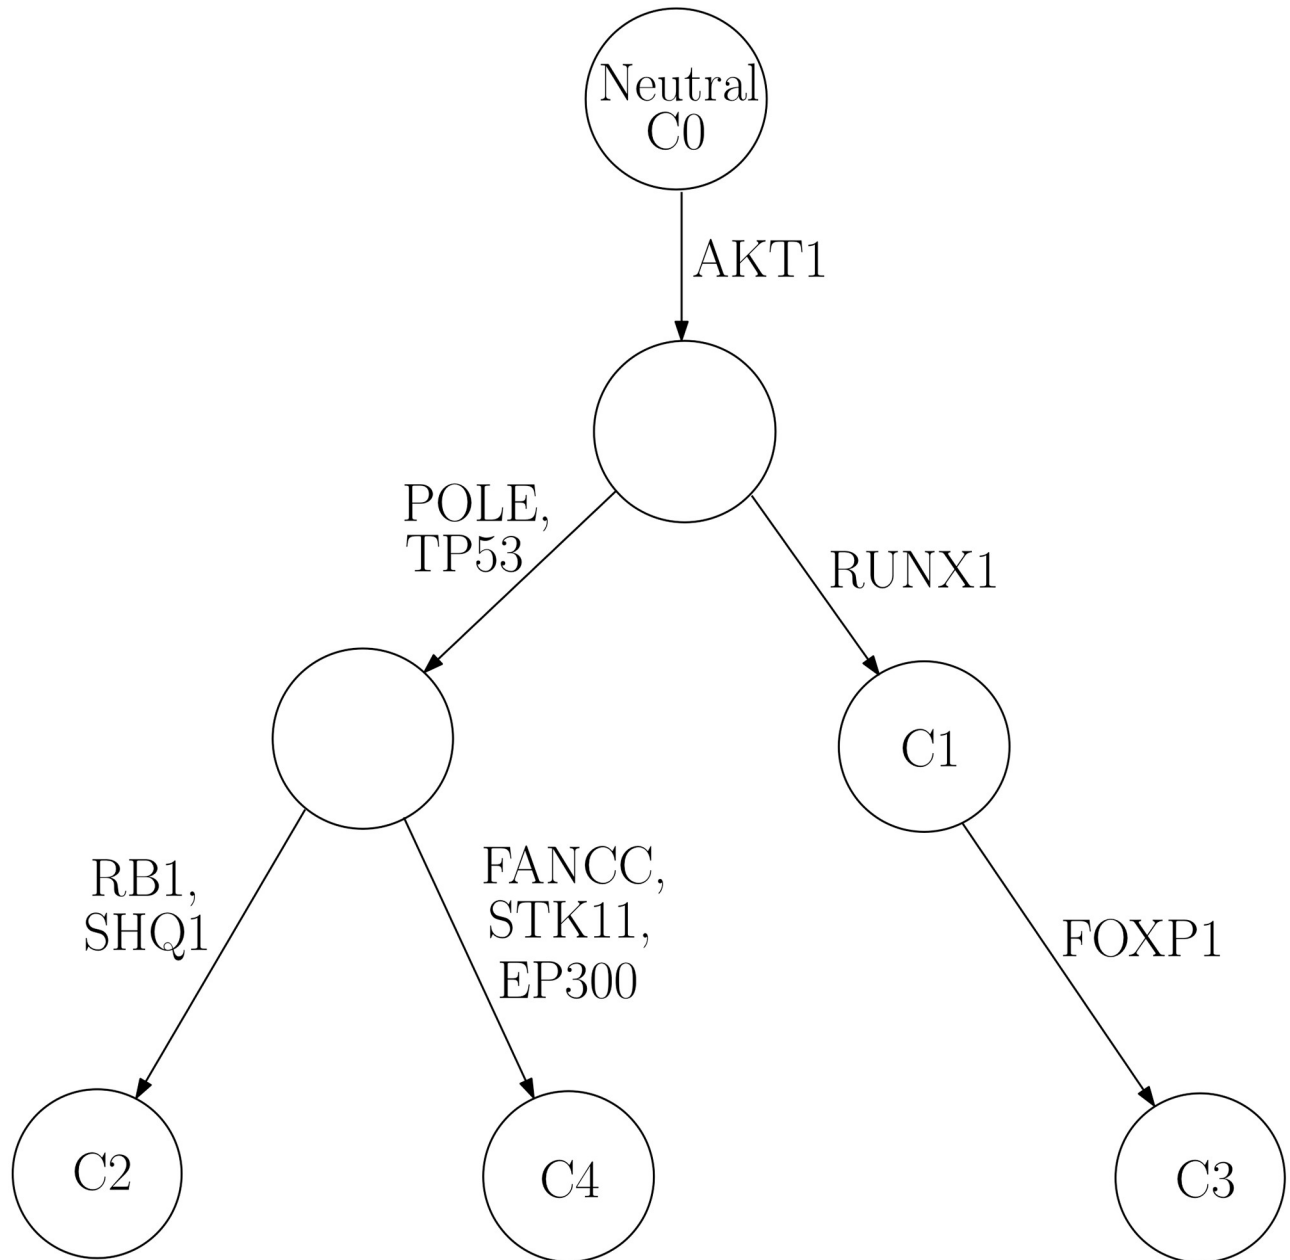 Neutral
C0
AKT1
POLE,
TP53
RUNX1
C1
RB1,
SHQ1
FANCC,
STK11,
EP300
FOXP1
C2
C4
C3